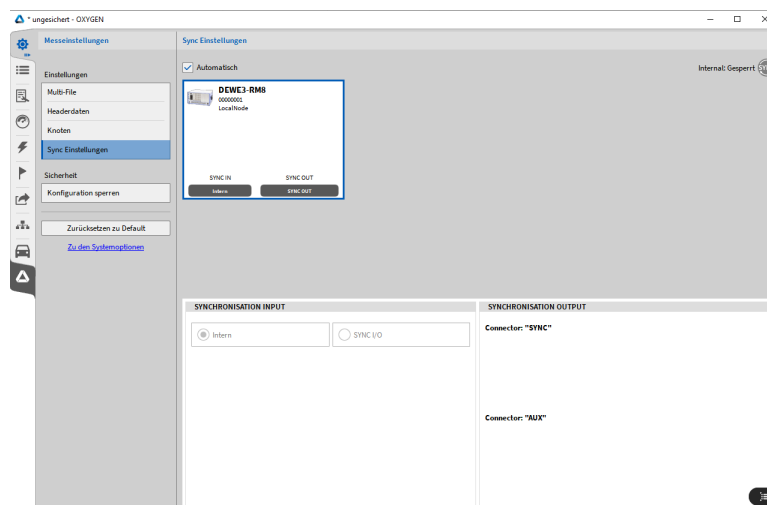 * ungesichert - OXYGEN
Messeinstellungen
Sync Einstellungen
Einstellungen
Multi-File
Headerdaten
Knoten
Sync Einstellungen
Sicherheit
Konfiguration sperren
Zurücksetzen zu Default
Zu den Systemoptionen
Automatisch
Internal: Gesperrt
DEWE3-RM8
00000001
LocalNode
SYNC IN
SYNC OUT
Intern
SYNC OUT
SYNCHRONISATION INPUT
Intern
SYNC I/O
SYNCHRONISATION OUTPUT
Connector: "SYNC"
Connector: "AUX"